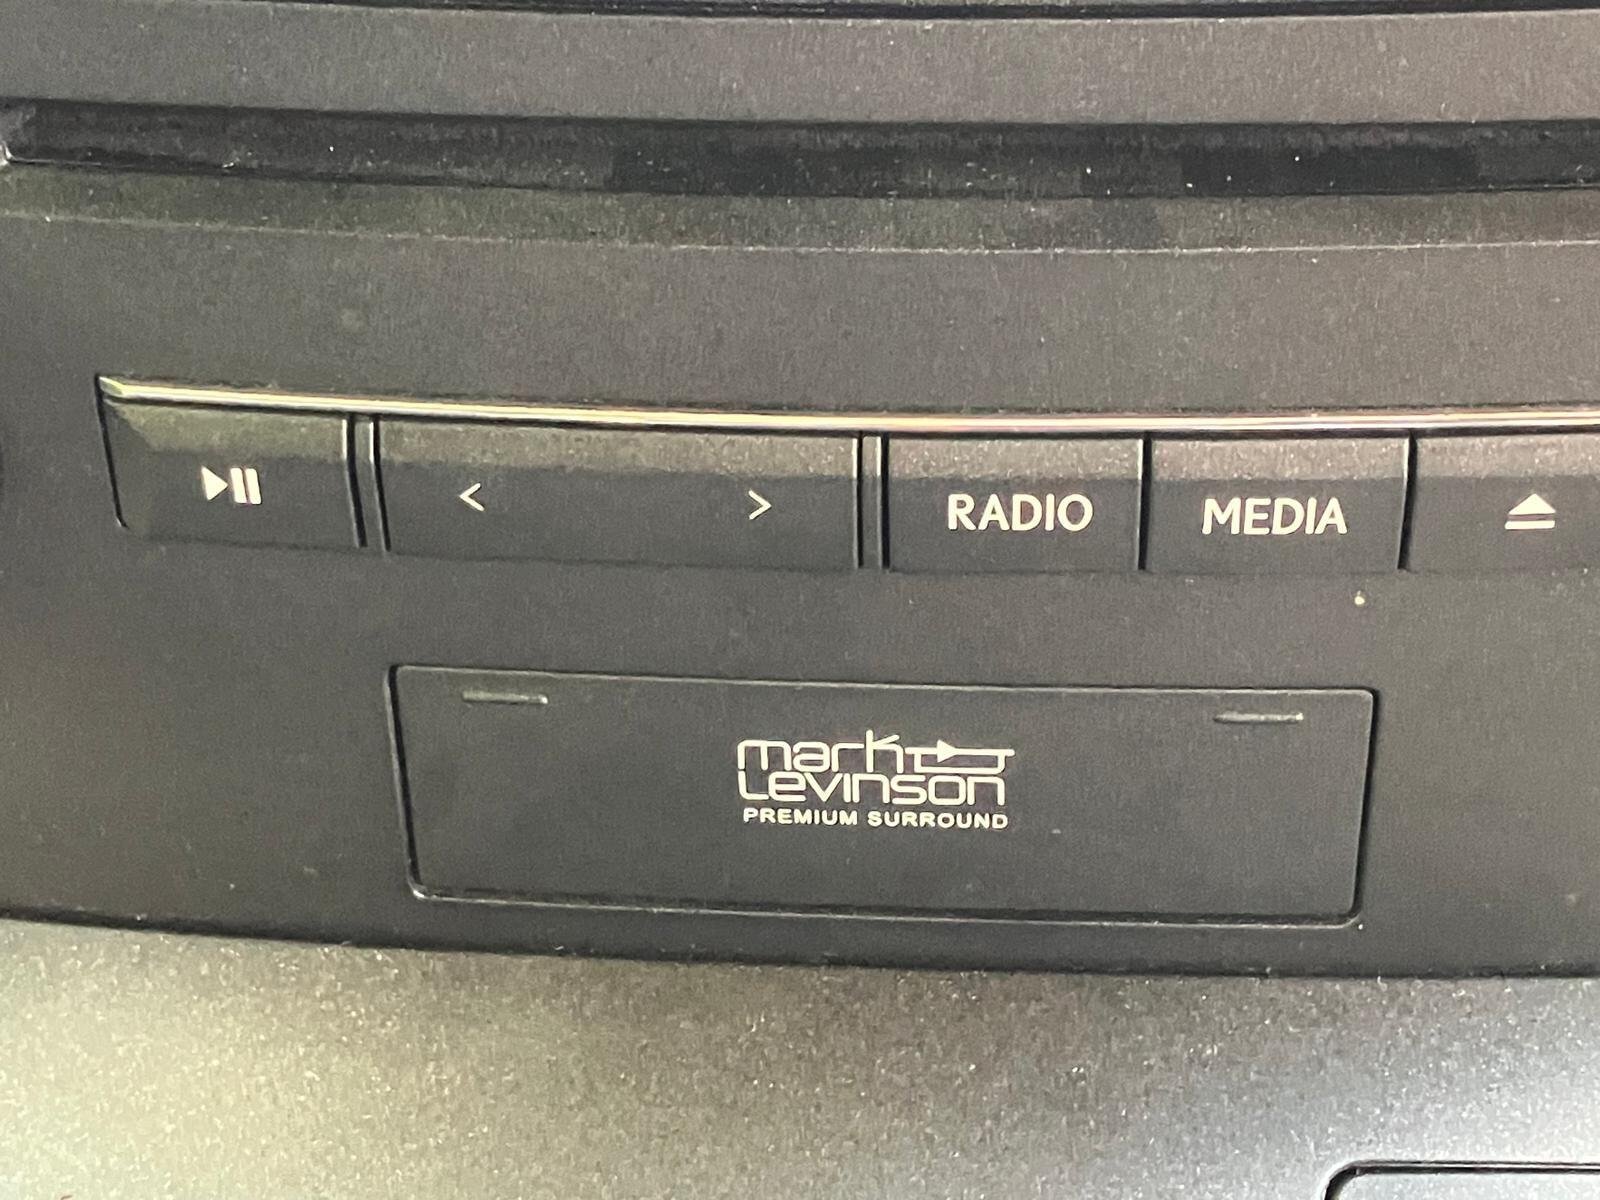 < > RADIO MEDIA
mark
Levinson
PREMIUM SURROUND